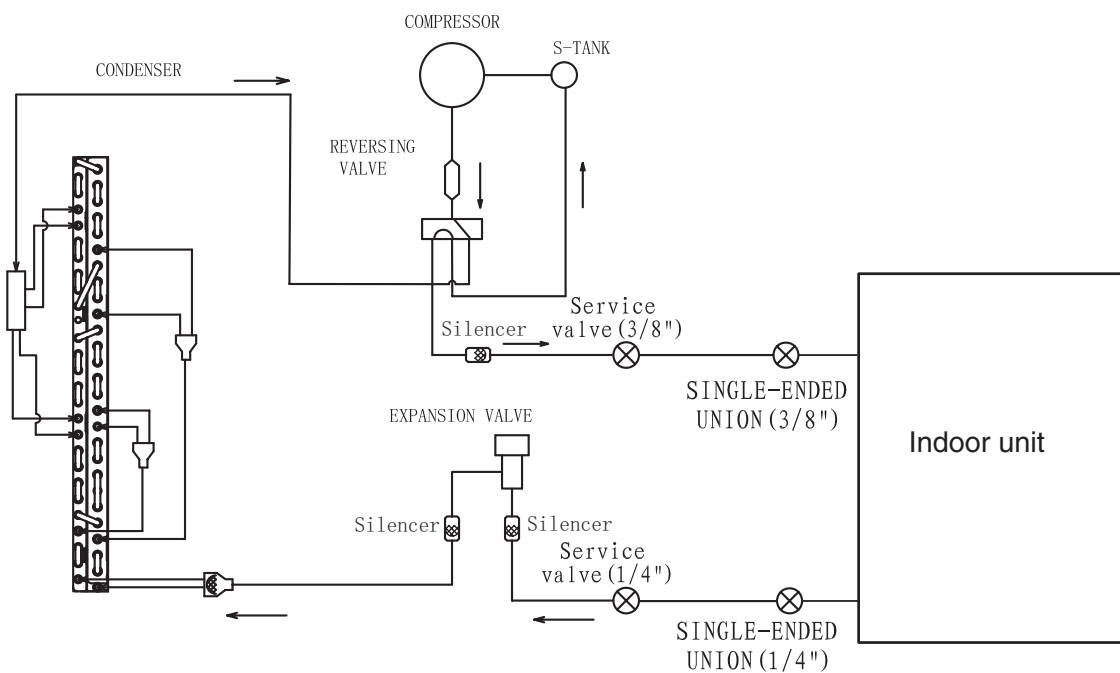 COMPRESSOR
S-TANK
CONDENSER
REVERSING
VALVE
Service
valve(3/8")
Silencer
SINGLE-ENDED
UNION(3/8")
EXPANSION VALVE
Indoor unit
Silencer
Silencer
Service
valve(1/4")
SINGLE-ENDED
UNION(1/4")